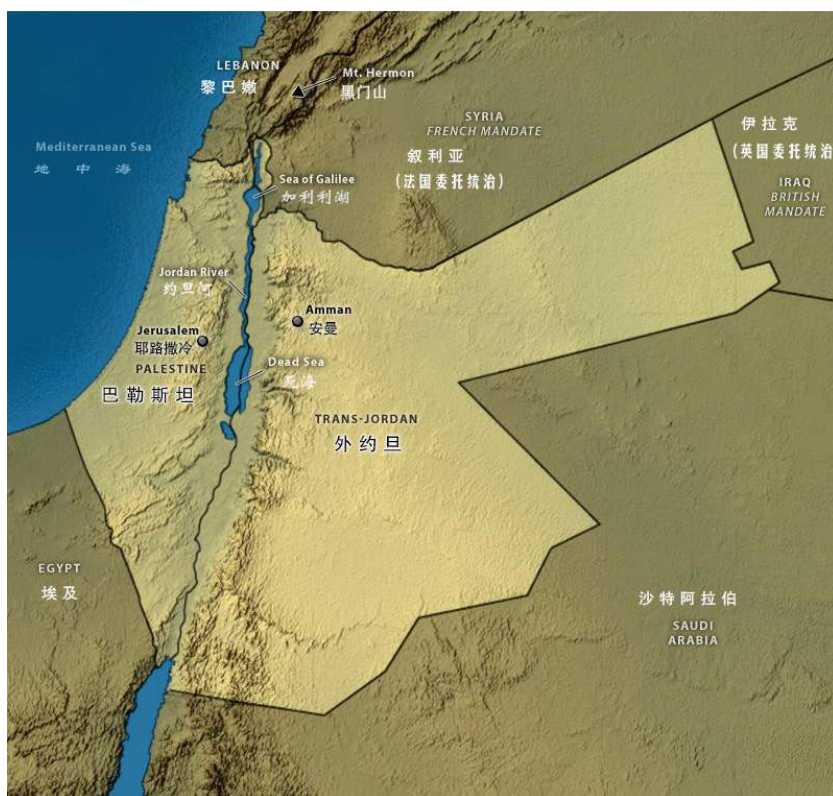 LEBANON
黎巴嫩
Mt. Hermon
黑门山
SYRIA
FRENCH MANDATE
叙利亚
(法国委托统治)
伊拉克
(英国委托统治
IRAQ
BRITISH
MANDATE
Mediterranean Sea
地中海
Sea of Galilee
加利利湖
Jordan River
约旦河
Amman
安曼
Jerusalem
耶路撒冷
PALESTINE
巴勒斯坦
Dead Sea
死海
TRANS-JORDAN
外约旦
EGYPT
埃及
沙特阿拉伯
SAUDI
ARABIA